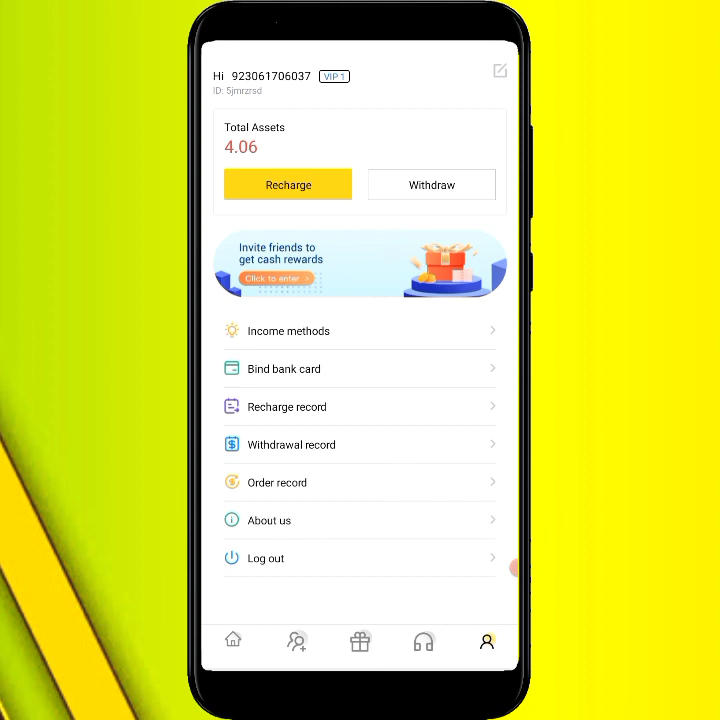 Hi 923061706037 VIP 1
ID: 5jmrzrsd
Total Assets
4.06
Recharge
Withdraw
Invite friends to
get cash rewards
Click to enter >
Income methods
Bind bank card
Recharge record
Withdrawal record
Order record
About us
Log out